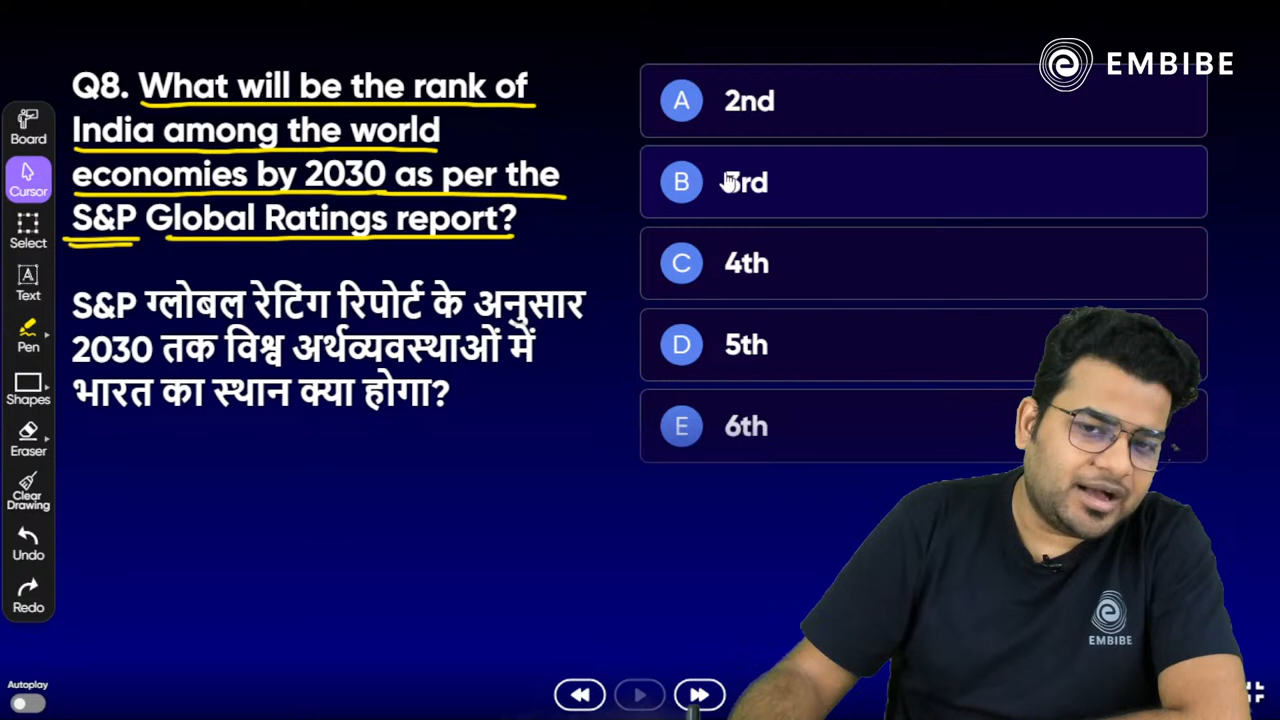 EMBIBE
Q8. What will be the rank of
India among the world
economies by 2030 as per the
S&P Global Ratings report?
S&P ग्लोबल रेटिंग रिपोर्ट के अनुसार
2030 तक विश्व अर्थव्यवस्थाओं में
भारत का स्थान क्या होगा?
A 2nd
B 3rd
C 4th
D 5th
E 6th
Board
Cursor
Select
Text
Pen
Shapes
Eraser
Clear
Drawing
Undo
Redo
Autoplay
EMBIBE